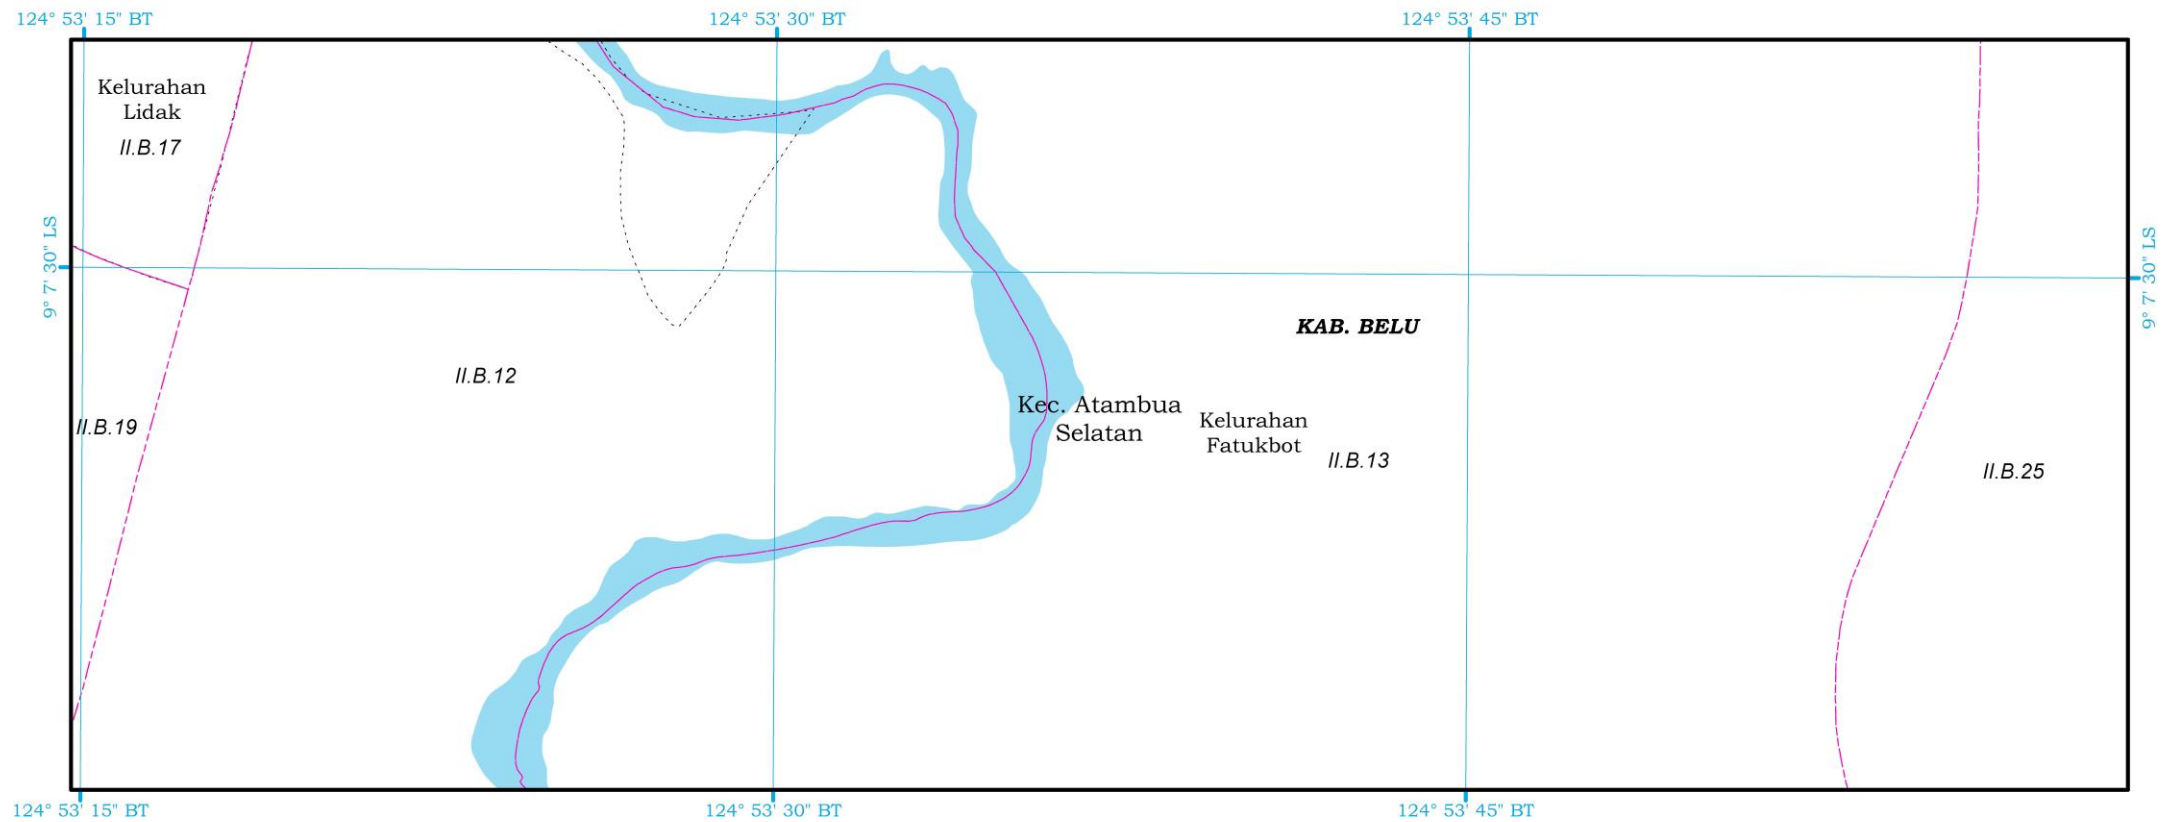 124° 53' 15" BT
124° 53' 30" BT
124° 53' 45" BT
Kelurahan
Lidak
II.B.17
9° 7' 30" LS
9° 7' 30" LS
KAB. BELU
II.B.12
Kec. Atambua
Selatan
Kelurahan
Fatukbot
II.B.19
II.B.13
II.B.25
124° 53' 15" BT
124° 53' 30" BT
124° 53' 45" BT